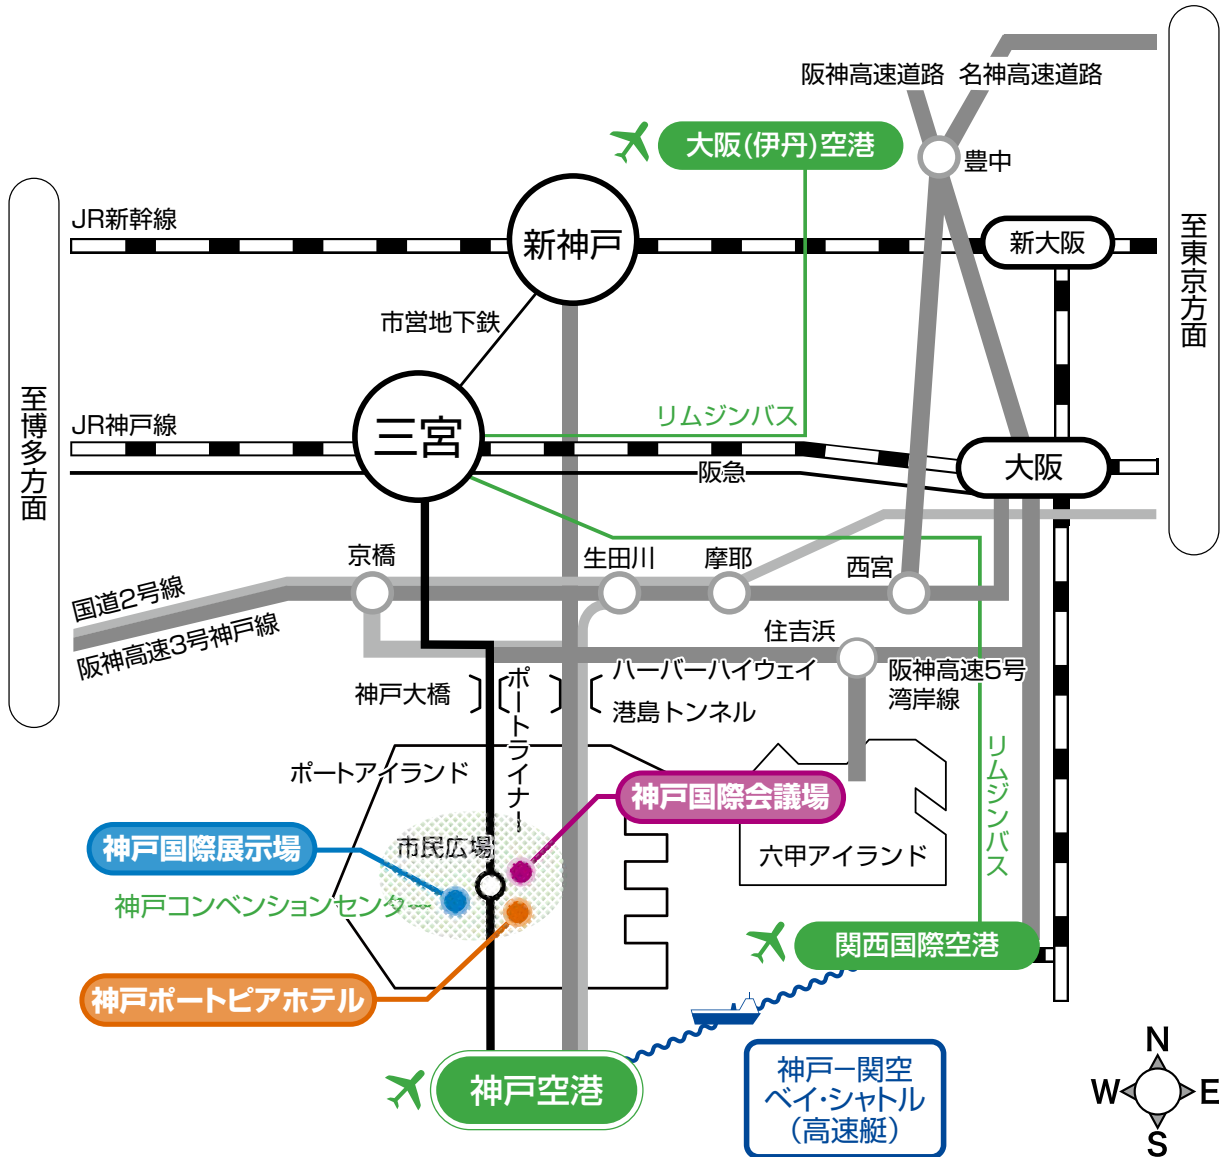 阪神高速道路
名神高速道路
大阪(伊丹)空港
豊中
至東京方面
JR新幹線
新神戸
新大阪
市営地下鉄
至博多方面
JR神戸線
三宮
リムジンバス
阪急
大阪
京橋
生田川
摩耶
西宮
国道2号線
阪神高速3号神戸線
住吉浜
神戸大橋
ポートライナー
ハーバーハイウェイ
港島トンネル
阪神高速5号
湾岸線
リムジンバス
ポートアイランド
神戸国際会議場
神戸国際展示場
市民広場
六甲アイランド
神戸コンベンションセンター
関西国際空港
神戸ポートピアホテル
神戸空港
神戸ー関空
ベイ・シャトル
（高速艇）
N
W
E
S